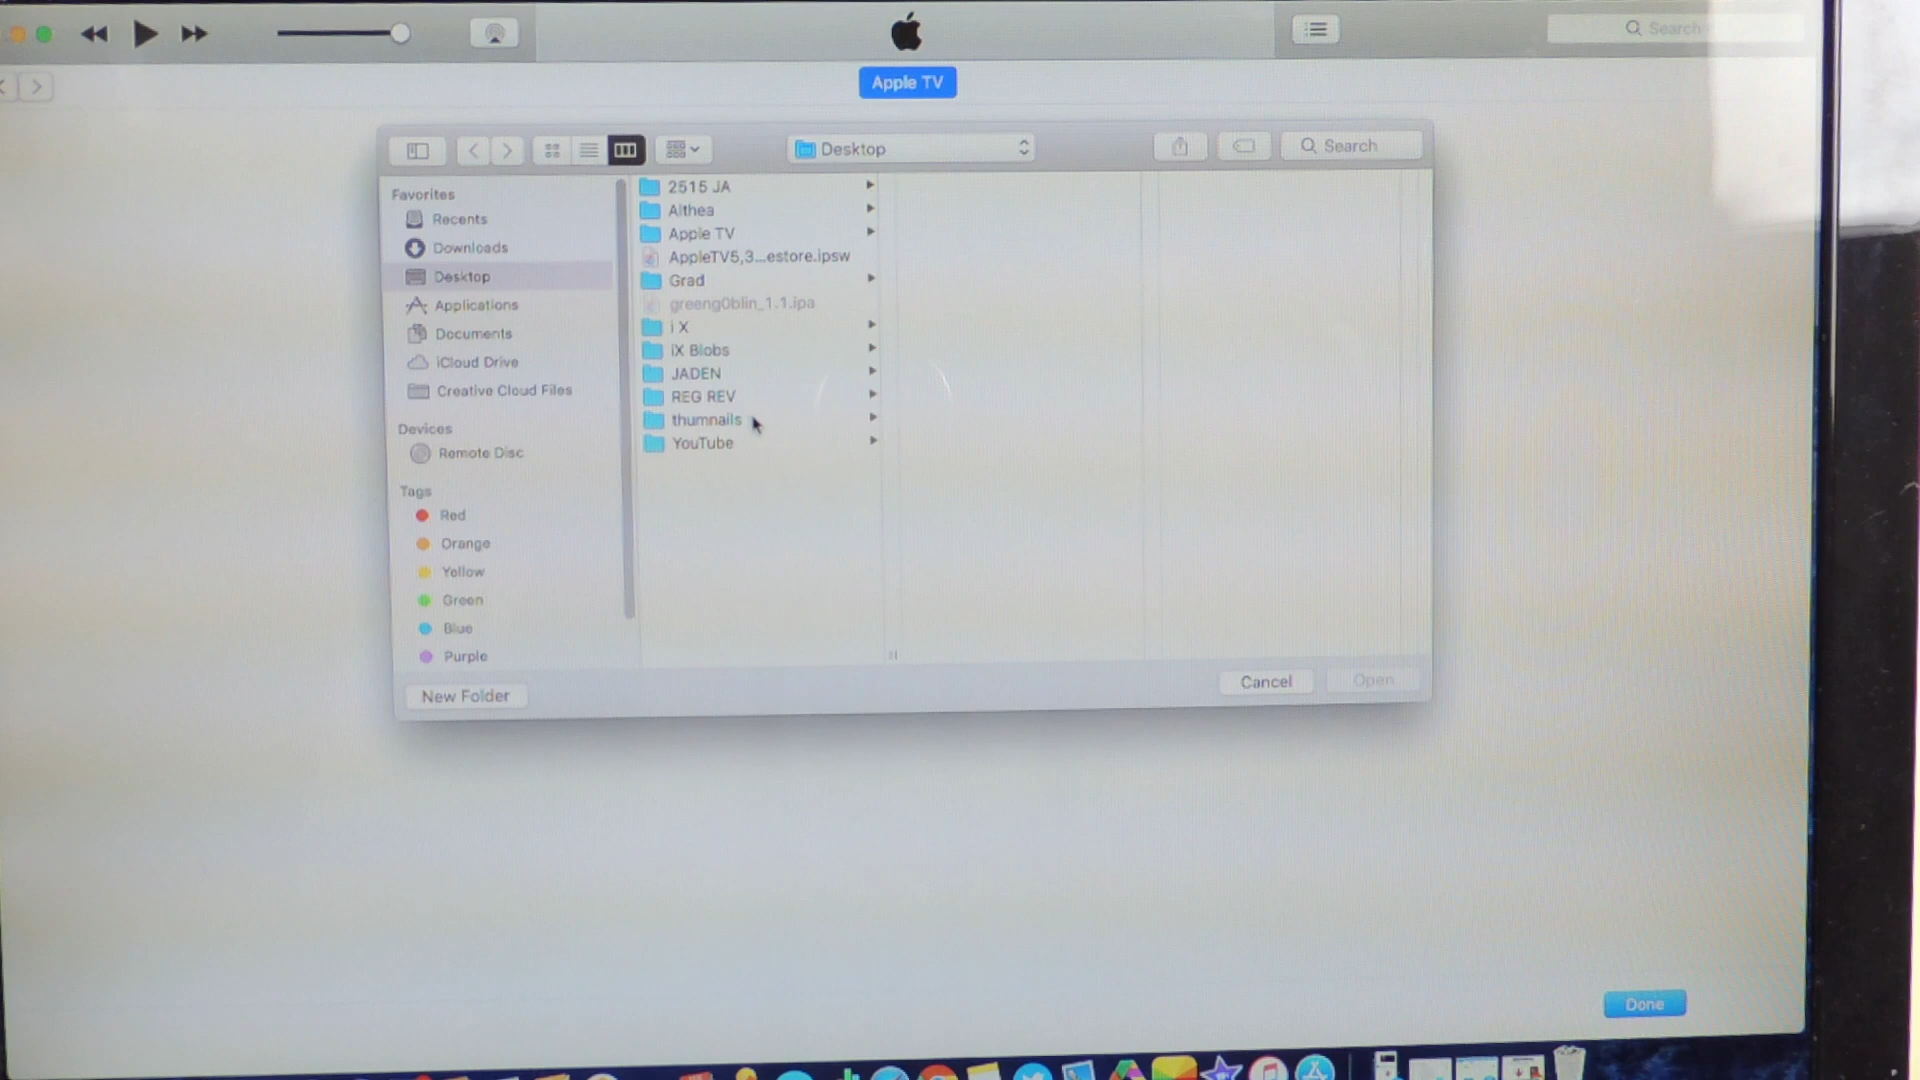 Search
Apple TV
Desktop
Search
Favorites
Recents
Downloads
Desktop
Applications
Documents
iCloud Drive
Creative Cloud Files
Devices
Remote Disc
Tags
Red
Orange
Yellow
Green
Blue
Purple
2515 JA
Althea
Apple TV
AppleTV5,3...estore.ipsw
Grad
greeng0blin_1.1.ipa
i X
iX Blobs
JADEN
REG REV
thumnails
YouTube
New Folder
Cancel
Open
Done